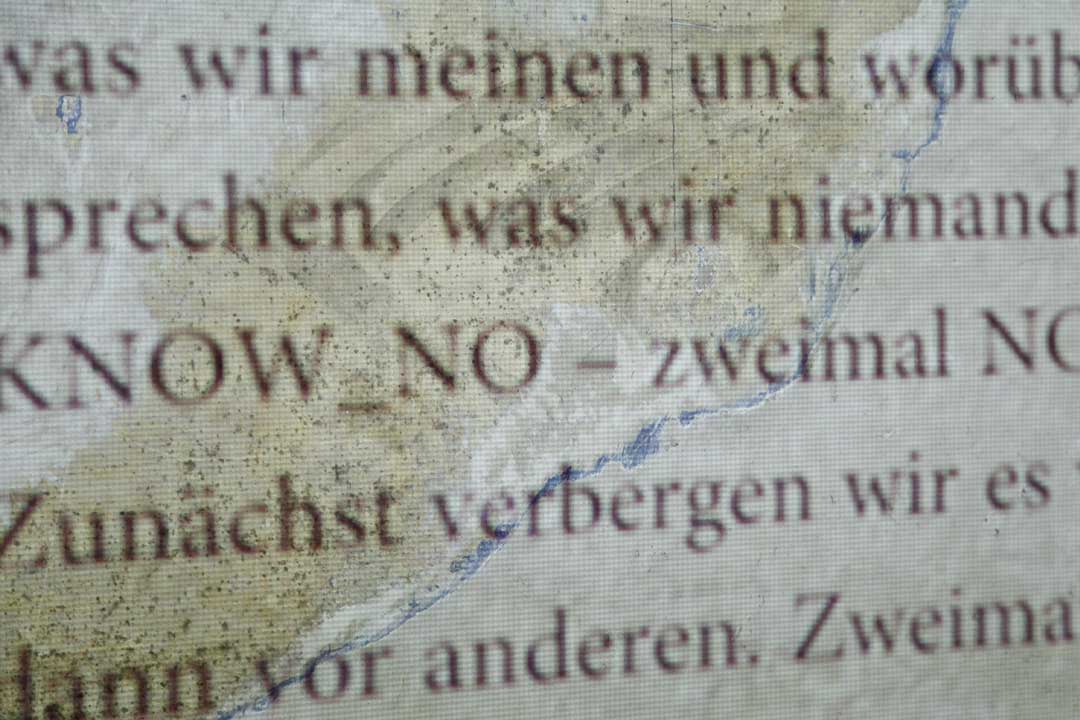 was wir meinen und worüb
sprechen, was wir niemand
KNOW_NO – zweimal NO
Zunächst verbergen wir es
dann vor anderen. Zweima